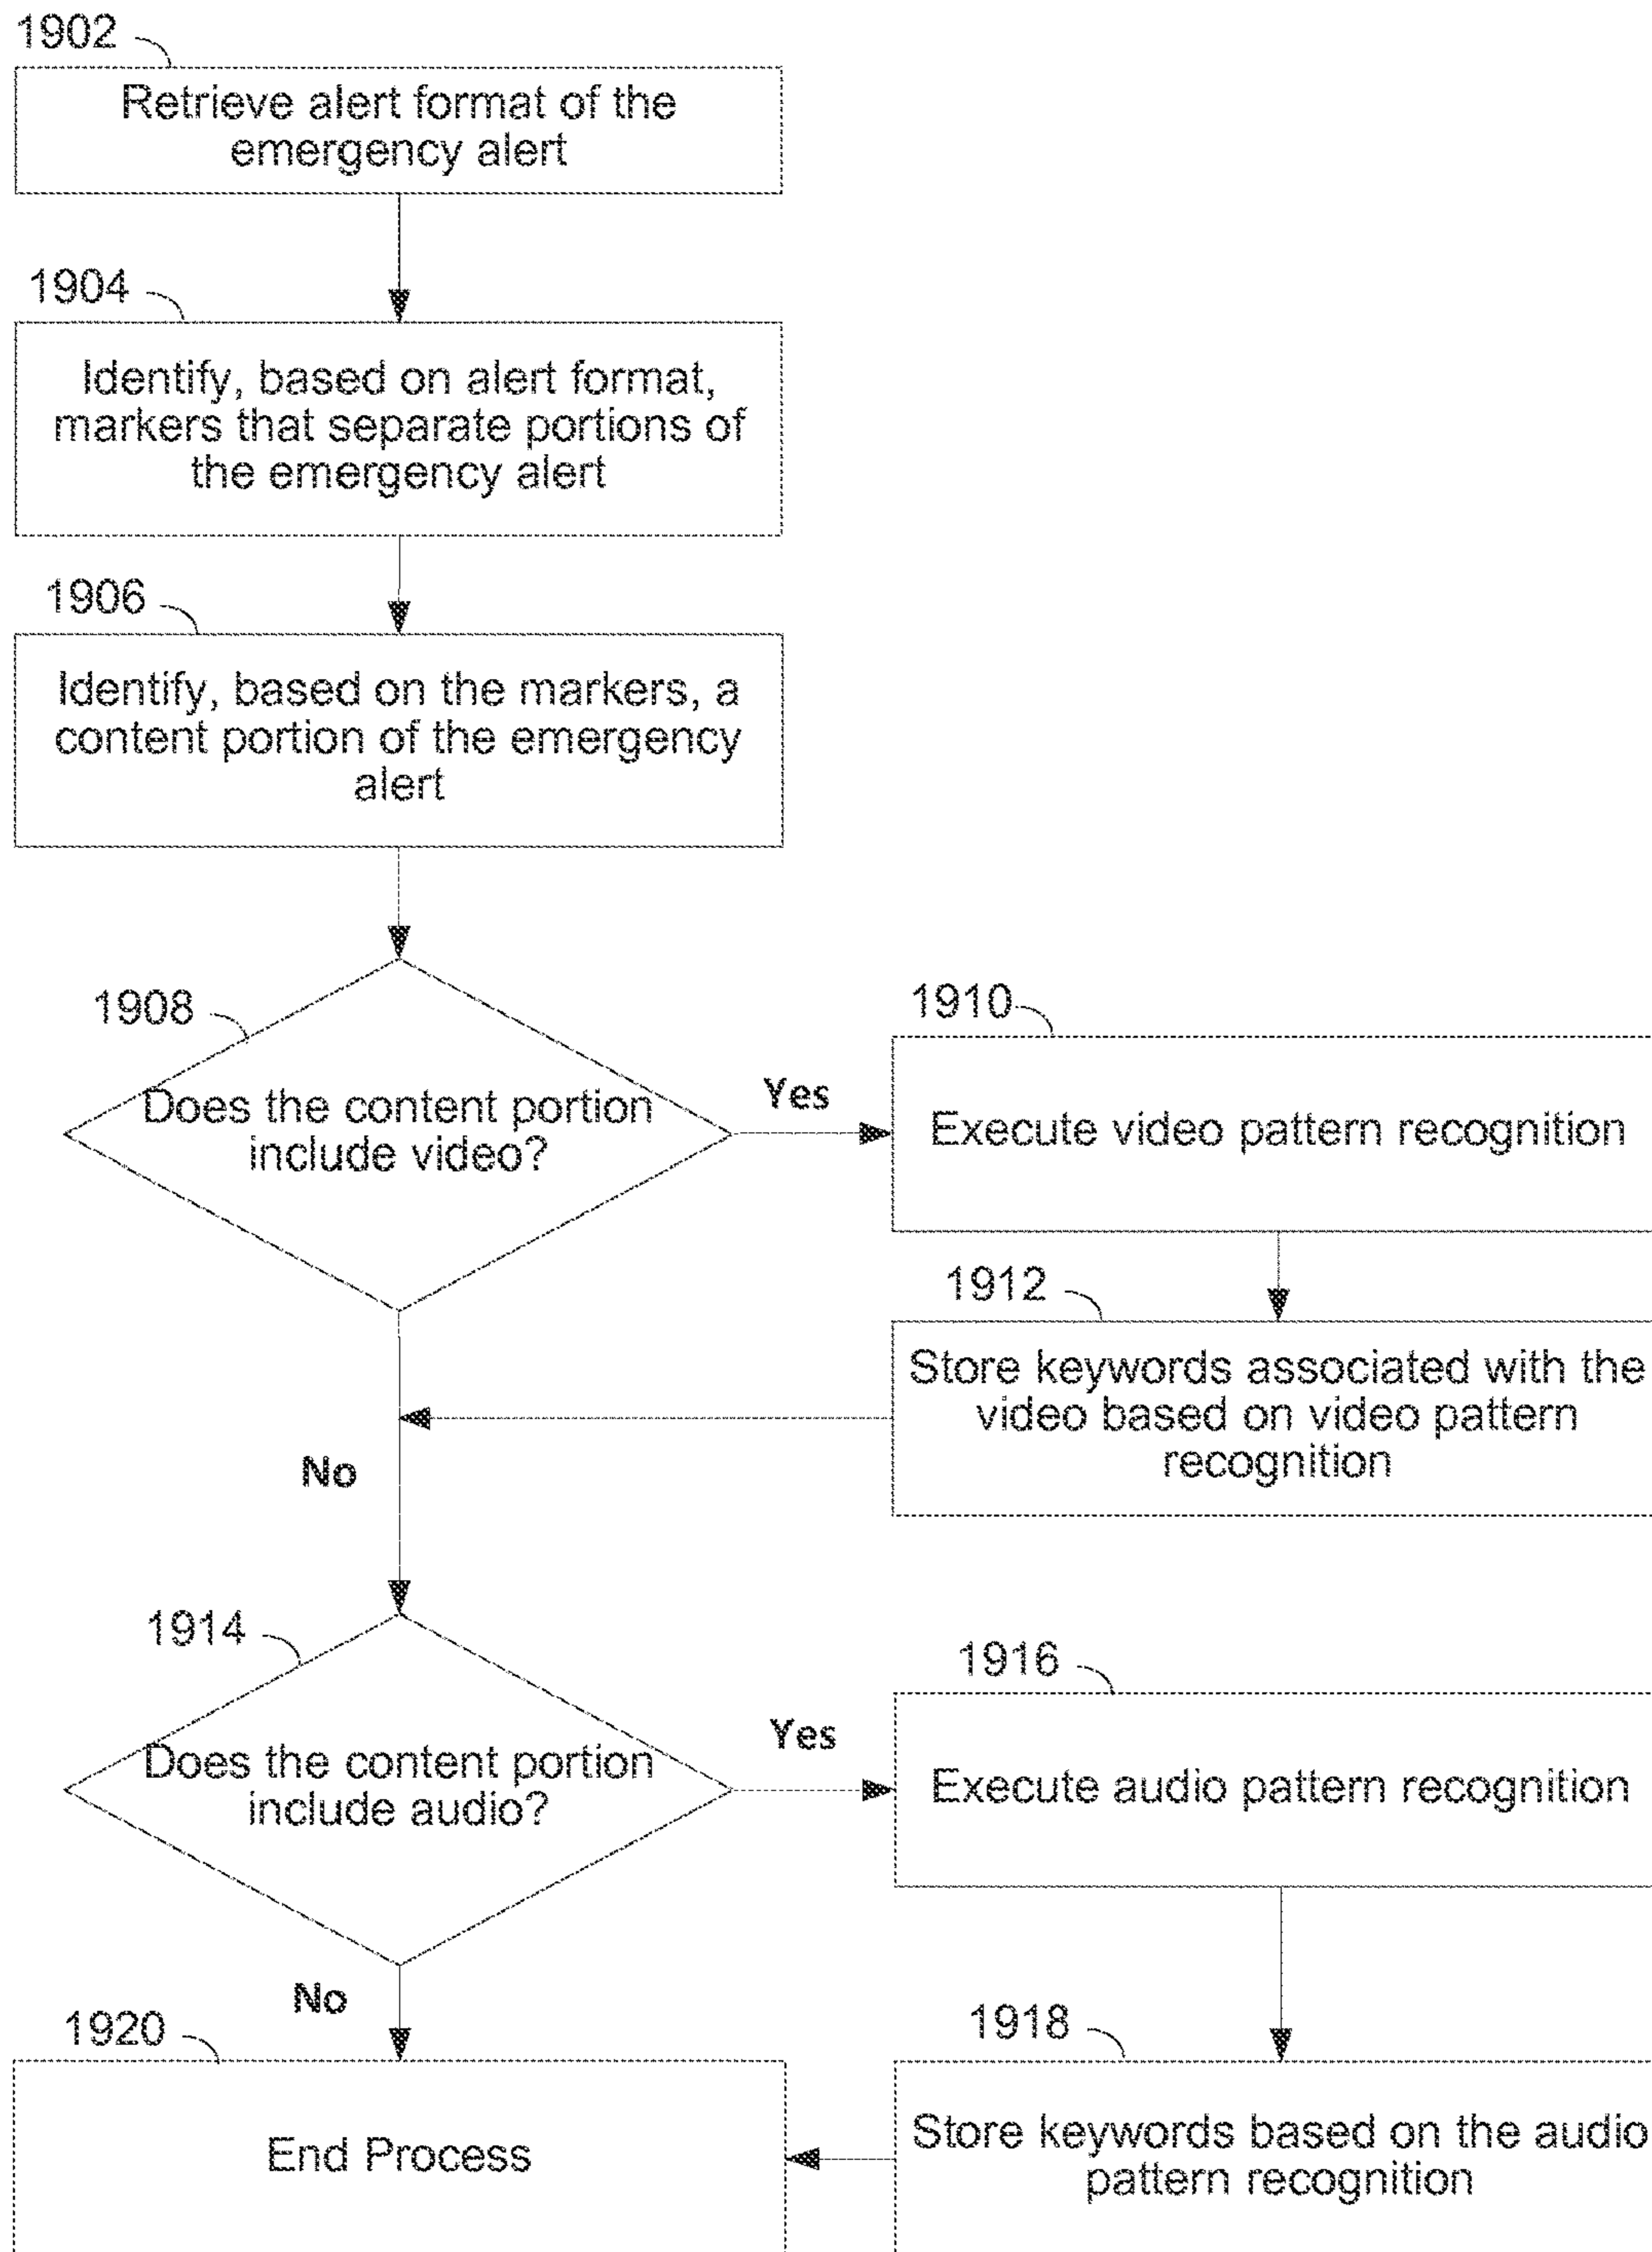 1902
Retrieve alert format of the
emergency alert
1904
Identify, based on alert format,
markers that separate portions of
the emergency alert
1906
Identify, based on the markers, a
content portion of the emergency
alert
1908
Does the content portion
include video?
Yes
1910
Execute video pattern recognition
1912
Store keywords associated with the
video based on video pattern
recognition
No
1914
Does the content portion
include audio?
Yes
1916
Execute audio pattern recognition
No
1918
Store keywords based on the audio
pattern recognition
1920
End Process